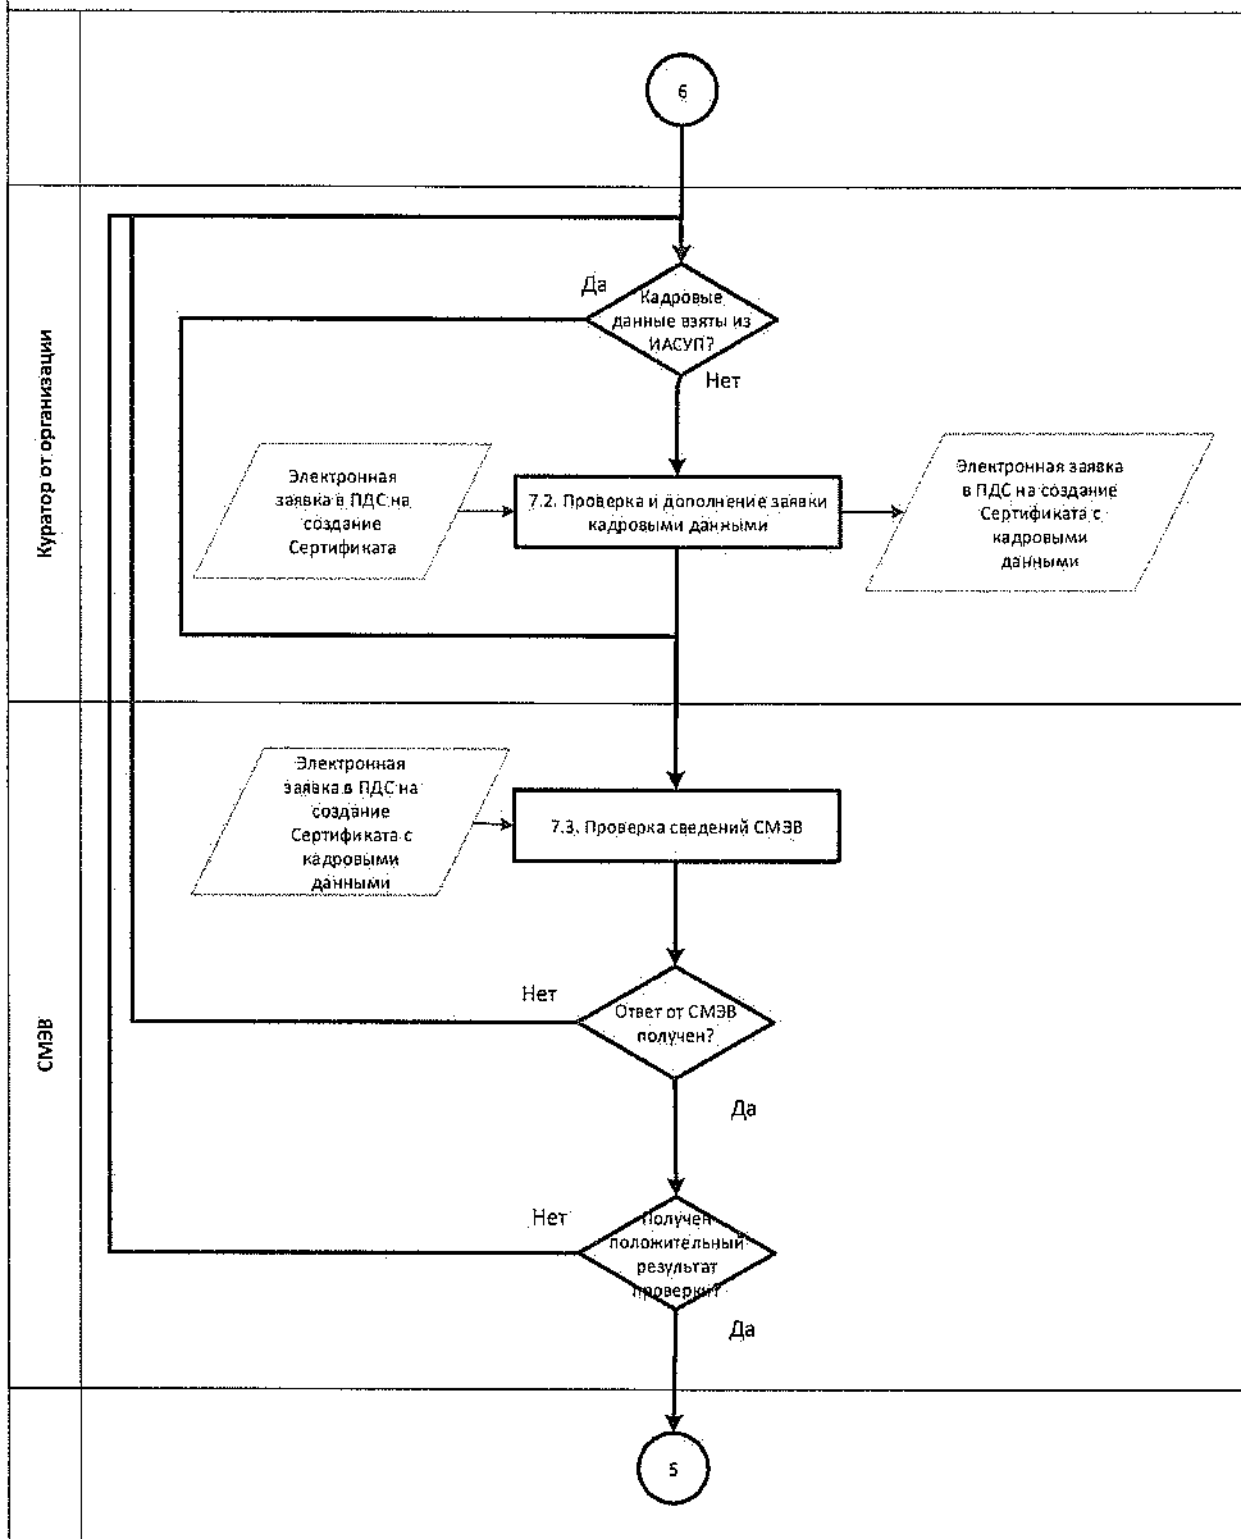 6
Да
Кадровые
данные взяты из
ИАСУП?
Нет
Куратор от организации
Электронная
заявка в ПДС на
создание
Сертификата
7.2. Проверка и дополнение заявки
кадровыми данными
Электронная заявка
в ПДС на создание
Сертификата с
кадровыми
данными
СМЭВ
Электронная
заявка в ПДС на
создание
Сертификата с
кадровыми
данными
7.3. Проверка сведений СМЭВ
Нет
Ответ от СМЭВ
получен?
Да
Нет
Получен
положительный
результат
проверки?
Да
5